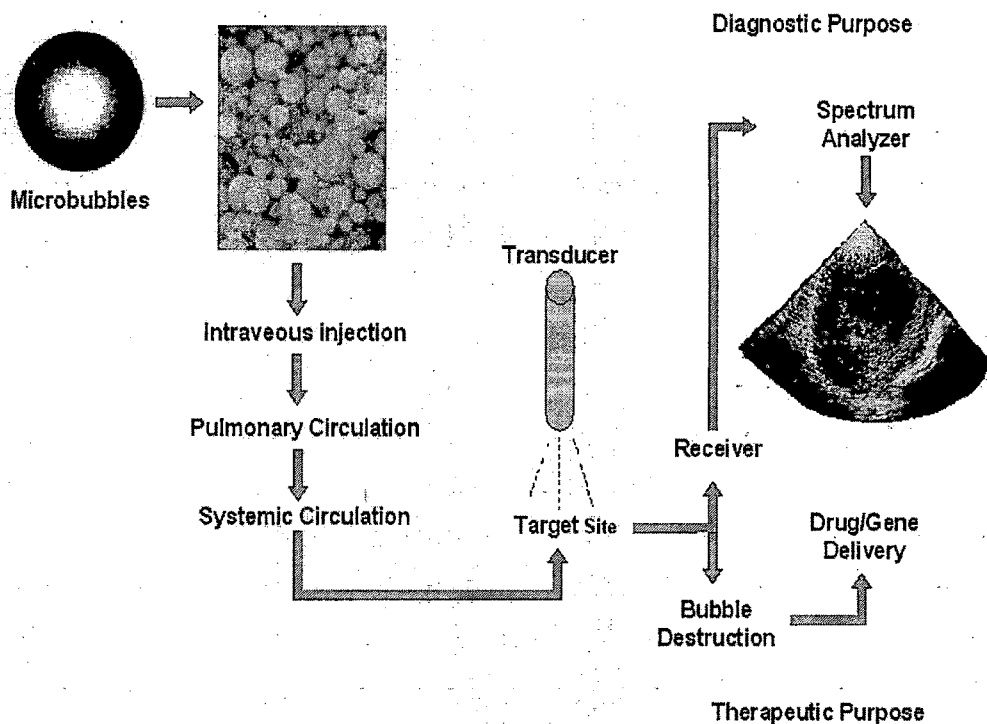 Diagnostic Purpose
Spectrum
Analyzer
Microbubbles
Transducer
Intraveous injection
Pulmonary Circulation
Receiver
Systemic Circulation
Target Site
Drug/Gene
Delivery
Bubble
Destruction
Therapeutic Purpose